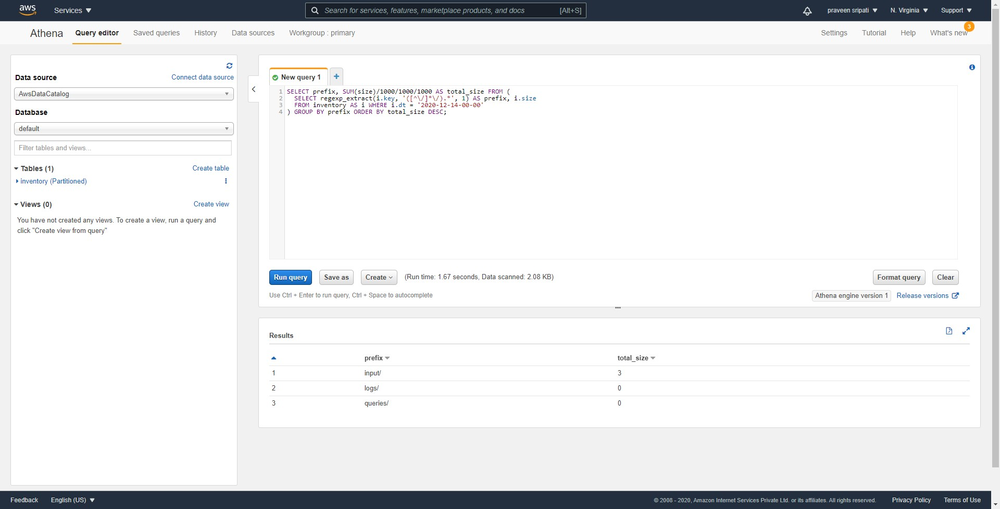 aws Services Search for services, features, marketplace products, and docs [Alt+S] praveen sripati N. Virginia Support
Athena Query editor Saved queries History Data sources Workgroup : primary Settings Tutorial Help What's new 3
Data source Connect data source
AwsDataCatalog
Database
default
Filter tables and views...
Tables (1) Create table
inventory (Partitioned)
Views (0) Create view
You have not created any views. To create a view, run a query and
click "Create view from query"
New query 1 +
1 SELECT prefix, SUM(size)/1000/1000/1000 AS total_size FROM (
2 SELECT regexp_extract(i.key, '([^\/]*\/).*', 1) AS prefix, i.size
3 FROM inventory AS i WHERE i.dt = '2020-12-14-00-00'
4 ) GROUP BY prefix ORDER BY total_size DESC;
Run query Save as Create (Run time: 1.67 seconds, Data scanned: 2.08 KB) Format query Clear
Use Ctrl + Enter to run query, Ctrl + Space to autocomplete Athena engine version 1 Release versions
Results
prefix total_size
1 input/ 3
2 logs/ 0
3 queries/ 0
Feedback English (US) © 2008 - 2020, Amazon Internet Services Private Ltd. or its affiliates. All rights reserved. Privacy Policy Terms of Use